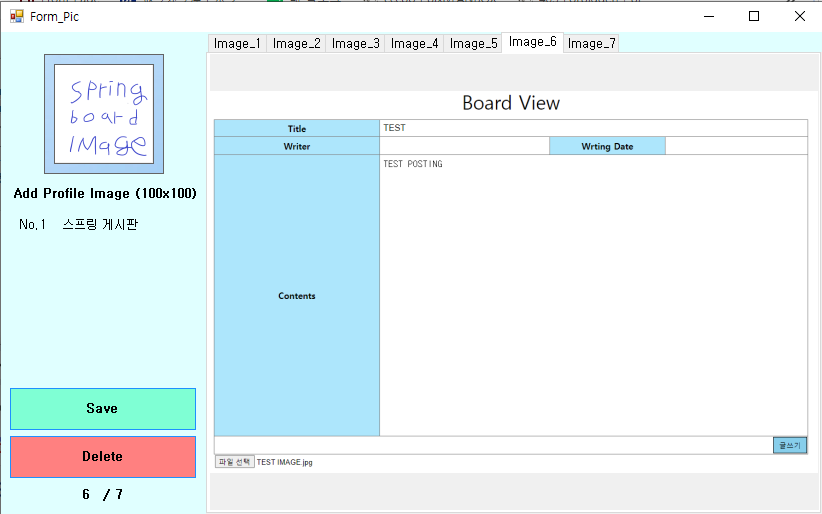 Form_Pic
Spring
board
IMage
Add Profile Image (100x100)
No.1 스프링 게시판
Save
Delete
6 / 7
Image_1 Image_2 Image_3 Image_4 Image_5 Image_6 Image_7
Board View
Title TEST
Writer Wrting Date
Contents TEST POSTING
글쓰기
파일 선택 TEST IMAGE.jpg